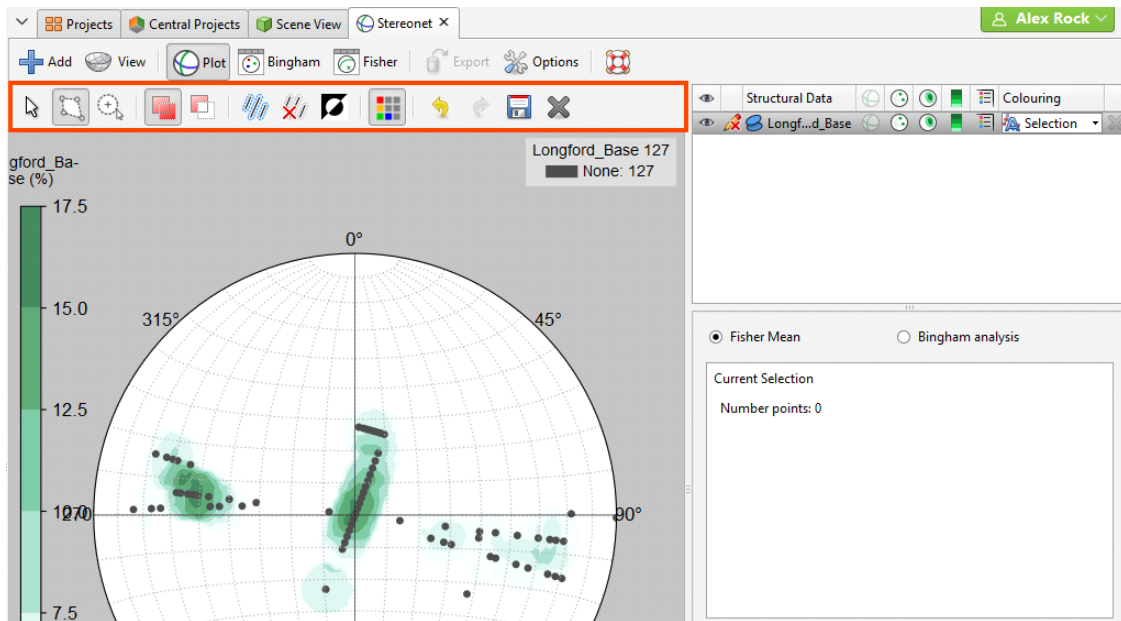 Projects Central Projects Scene View Stereonet Alex Rock
Add View Plot Bingham Fisher Export Options
Structural Data Colouring
Longf...d_Base Selection
Longford_Base 127
None: 127
gford_Ba-
se (%)
17.5
0°
15.0
315°
45°
Fisher Mean Bingham analysis
Current Selection
Number points: 0
12.5
270
90°
7.5